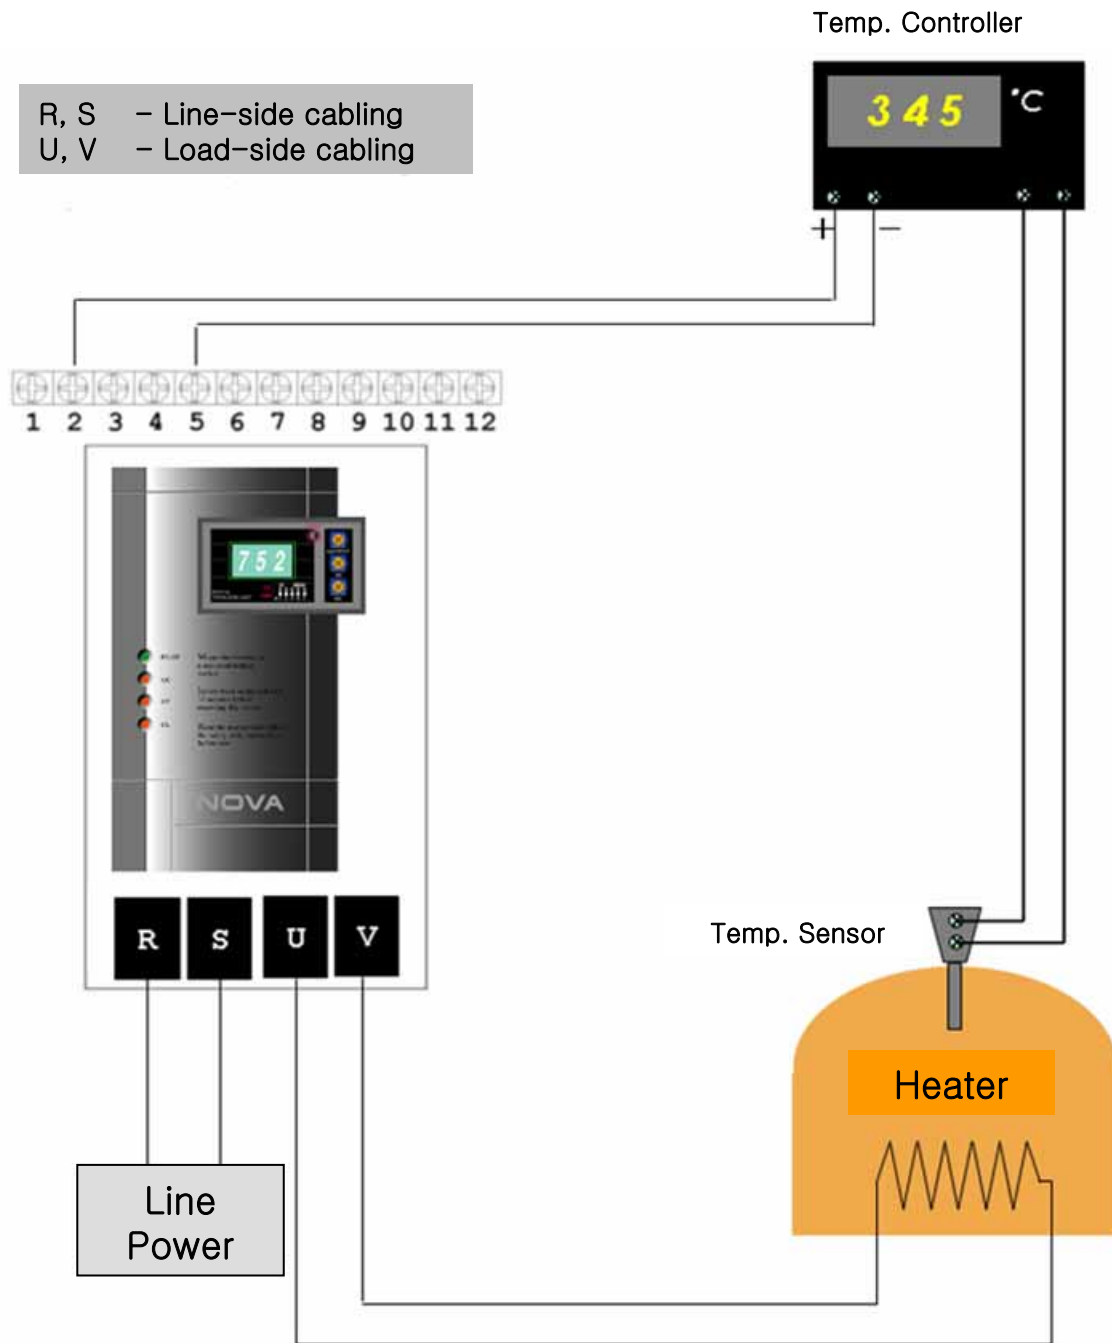 Temp. Controller
345 °C
R, S – Line-side cabling
U, V – Load-side cabling
+ −
1 2 3 4 5 6 7 8 9 10 11 12
752
NOVA
R S U V
Temp. Sensor
Heater
Line
Power